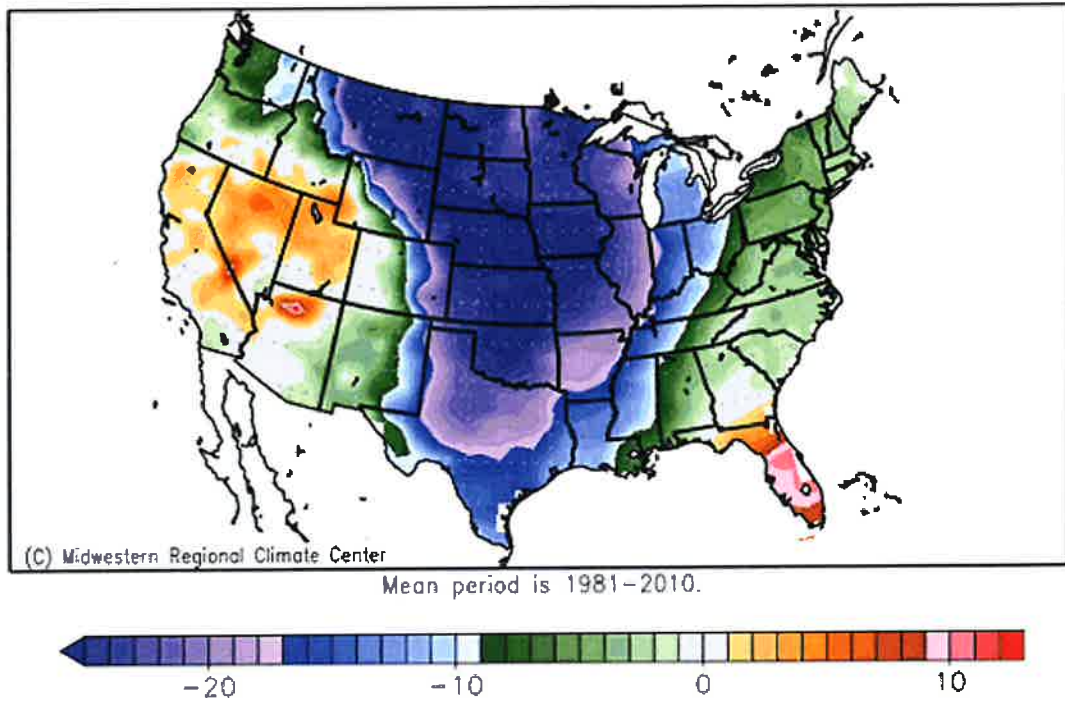 (C) Midwestern Regional Climate Center
Mean period is 1981-2010.
-20 -10 0 10